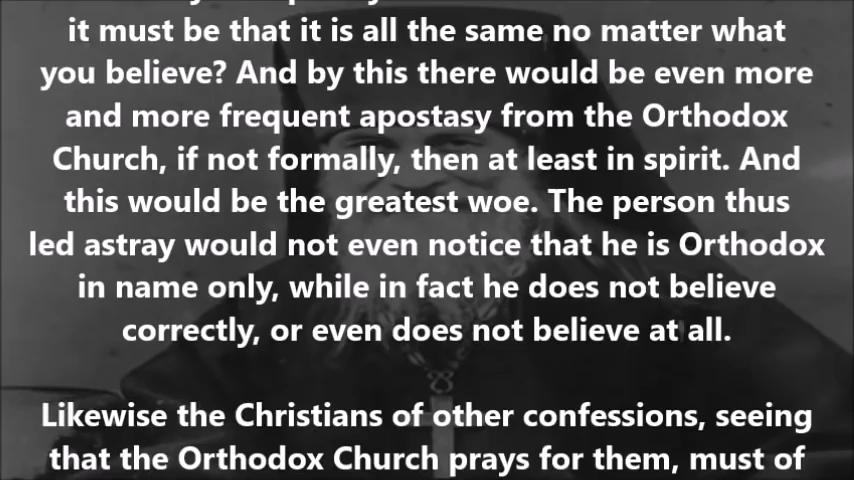 it must be that it is all the same no matter what
you believe? And by this there would be even more
and more frequent apostasy from the Orthodox
Church, if not formally, then at least in spirit. And
this would be the greatest woe. The person thus
led astray would not even notice that he is Orthodox
in name only, while in fact he does not believe
correctly, or even does not believe at all.
Likewise the Christians of other confessions, seeing
that the Orthodox Church prays for them, must of